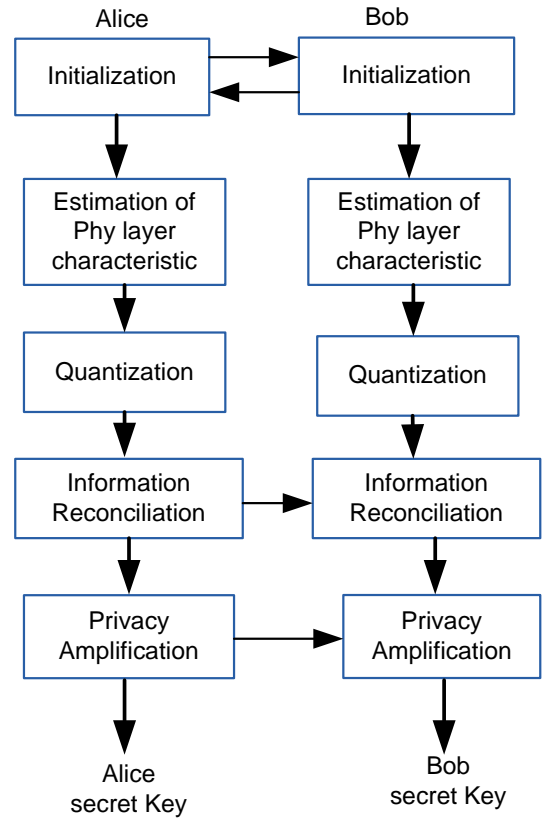 Alice
Bob
Initialization
Initialization
Estimation of
Phy layer
characteristic
Estimation of
Phy layer
characteristic
Quantization
Quantization
Information
Reconciliation
Information
Reconciliation
Privacy
Amplification
Privacy
Amplification
Alice
secret Key
Bob
secret Key